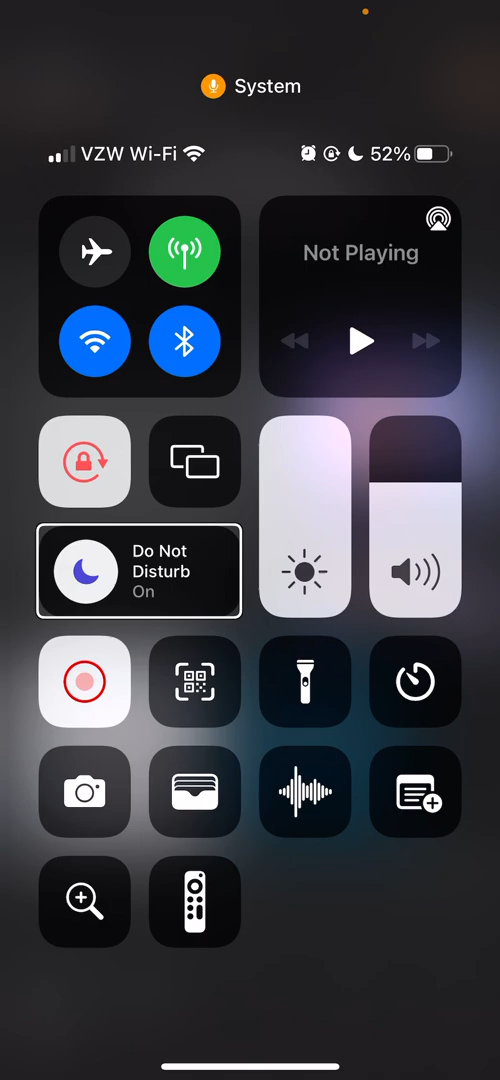 System
VZW Wi-Fi
52%
Not Playing
Do Not
Disturb
On